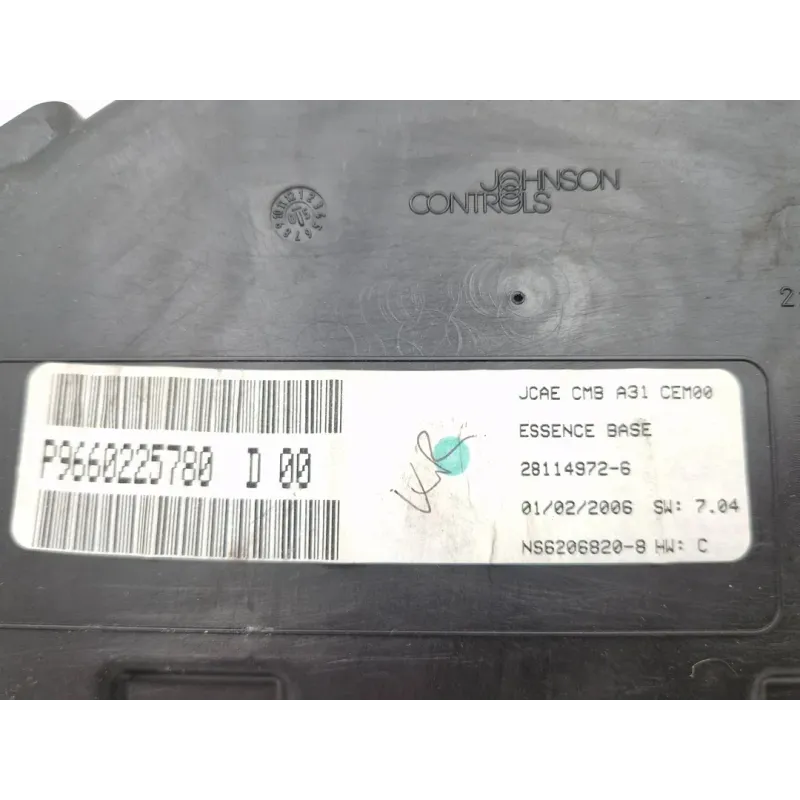 JOHNSON
CONTROLS
2
JCAE CMB A31 CEM00
ESSENCE BASE
28114972-6
01/02/2006 SW: 7.04
NS6206820-8 HW: C
P9660225780 D 00